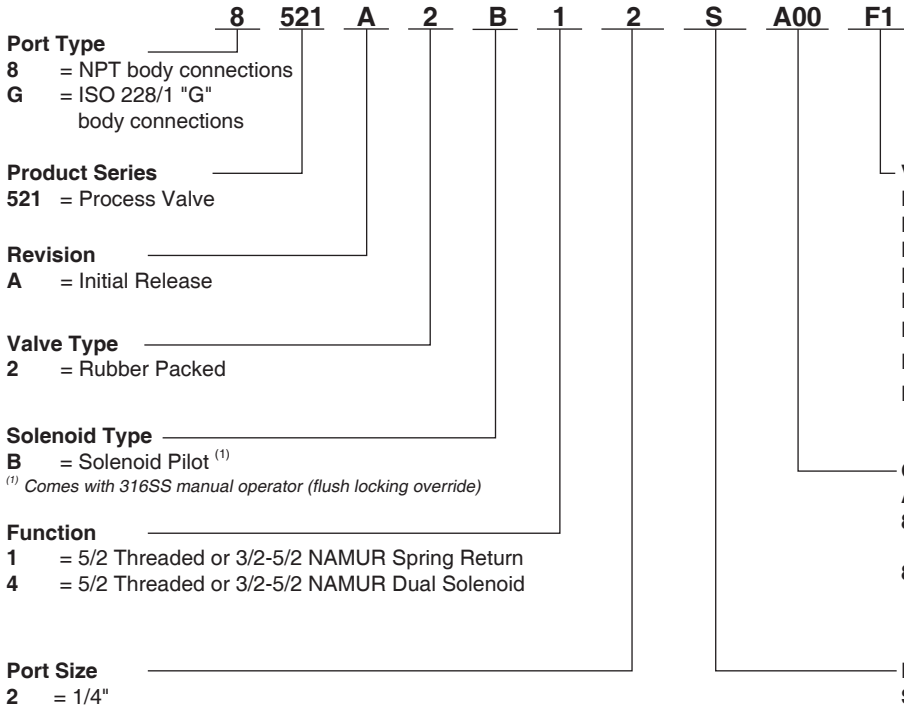 8 521 A 2 B 1 2 S A00 F1
Port Type
8 = NPT body connections
G = ISO 228/1 "G"
body connections
Product Series
521 = Process Valve
Revision
A = Initial Release
Valve Type
2 = Rubber Packed
Solenoid Type
B = Solenoid Pilot (1)
(1) Comes with 316SS manual operator (flush locking override)
Function
1 = 5/2 Threaded or 3/2-5/2 NAMUR Spring Return
4 = 5/2 Threaded or 3/2-5/2 NAMUR Dual Solenoid
Port Size
2 = 1/4"